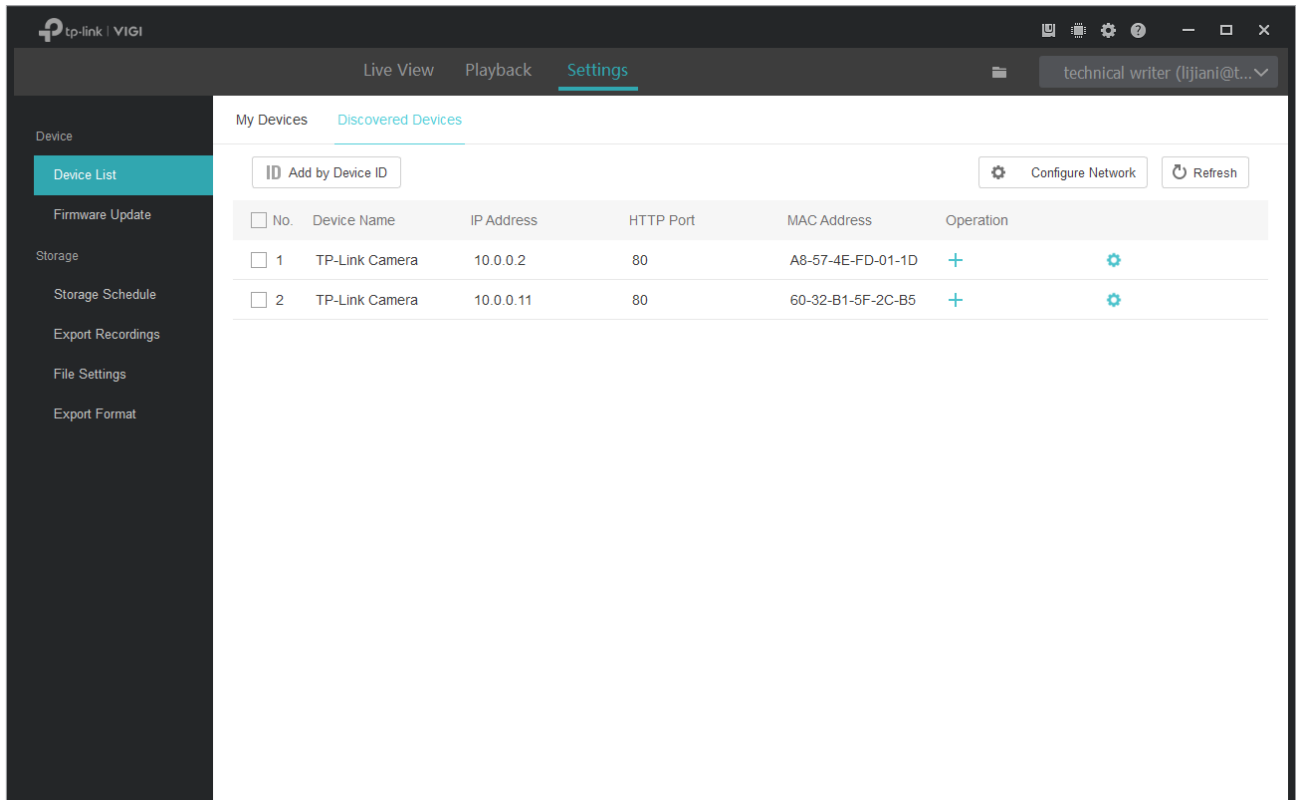 tp-link | VIGI
Live View Playback Settings technical writer (lijiani@t...
My Devices Discovered Devices
Device
Device List
Firmware Update
Storage
Storage Schedule
Export Recordings
File Settings
Export Format
ID Add by Device ID Configure Network Refresh
No. Device Name IP Address HTTP Port MAC Address Operation
1 TP-Link Camera 10.0.0.2 80 A8-57-4E-FD-01-1D
2 TP-Link Camera 10.0.0.11 80 60-32-B1-5F-2C-B5